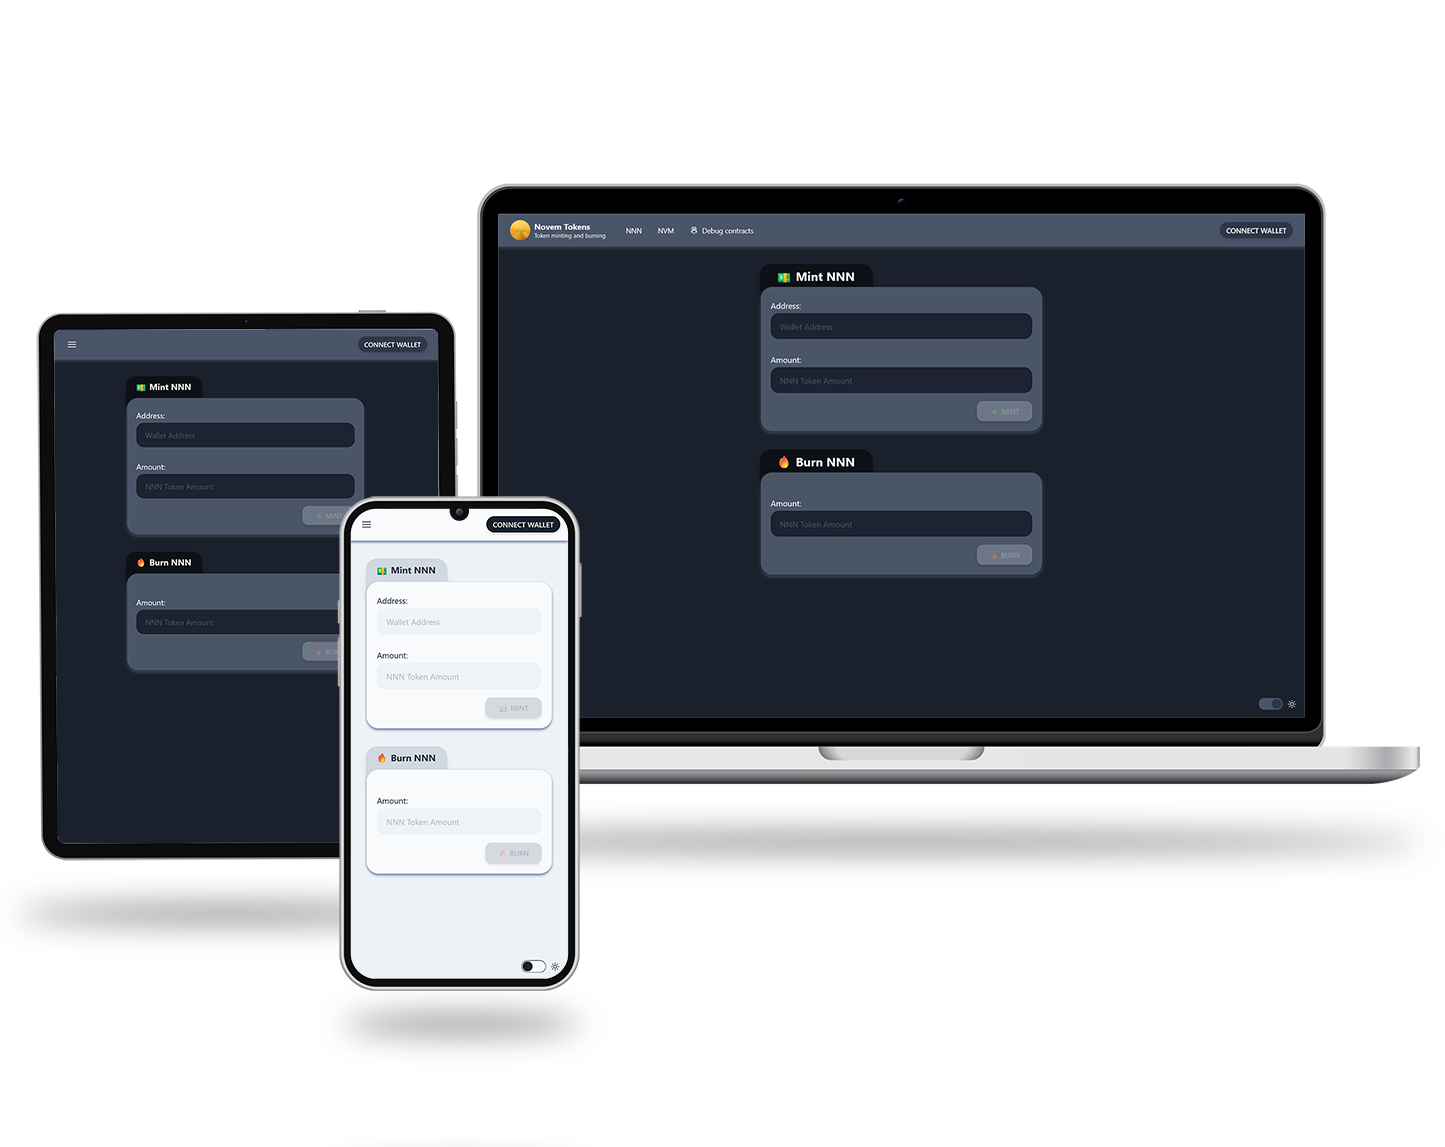 Novem Tokens
Token minting and burning
NNN
NVM
Debug contracts
CONNECT WALLET
Mint NNN
Address:
Wallet Address
Amount:
NNN Token Amount
MINT
Burn NNN
Amount:
NNN Token Amount
BURN
CONNECT WALLET
Mint NNN
Address:
Wallet Address
Amount:
NNN Token Amount
MINT
Burn NNN
Amount:
NNN Token Amount
BUR
CONNECT WALLET
Mint NNN
Address:
Wallet Address
Amount:
NNN Token Amount
MINT
Burn NNN
Amount:
NNN Token Amount
BURN